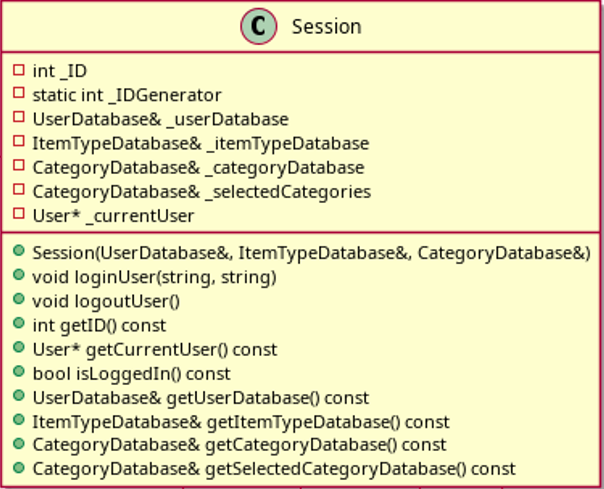 C Session
int _ID
static int _IDGenerator
UserDatabase& _userDatabase
ItemTypeDatabase& _itemTypeDatabase
CategoryDatabase& _categoryDatabase
CategoryDatabase& _selectedCategories
User* _currentUser
Session(UserDatabase&, ItemTypeDatabase&, CategoryDatabase&)
void loginUser(string, string)
void logoutUser()
int getID() const
User* getCurrentUser() const
bool isLoggedIn() const
UserDatabase& getUserDatabase() const
ItemTypeDatabase& getItemTypeDatabase() const
CategoryDatabase& getCategoryDatabase() const
CategoryDatabase& getSelectedCategoryDatabase() const